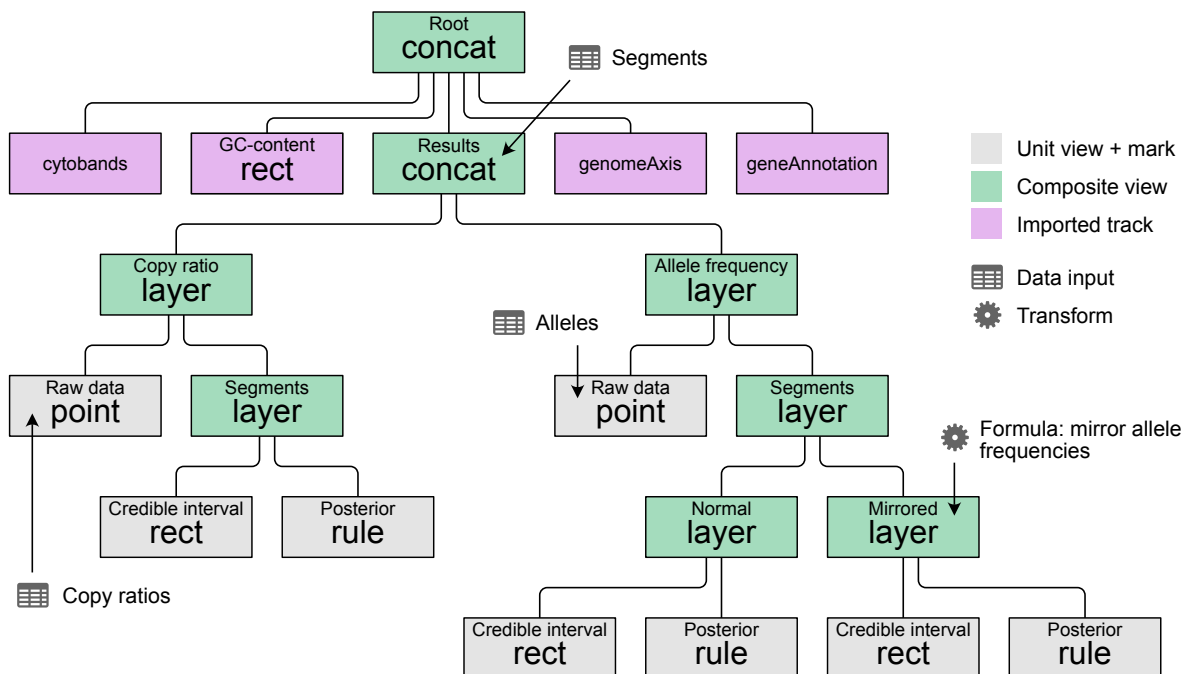 Root
concat
Segments
cytobands
GC-content
rect
Results
concat
genomeAxis
geneAnnotation
Unit view + mark
Composite view
Imported track
Data input
Transform
Copy ratio
layer
Allele frequency
layer
Alleles
Raw data
point
Segments
layer
Raw data
point
Segments
layer
Formula: mirror allele
frequencies
Credible interval
rect
Posterior
rule
Normal
layer
Mirrored
layer
Copy ratios
Credible interval
rect
Posterior
rule
Credible interval
rect
Posterior
rule